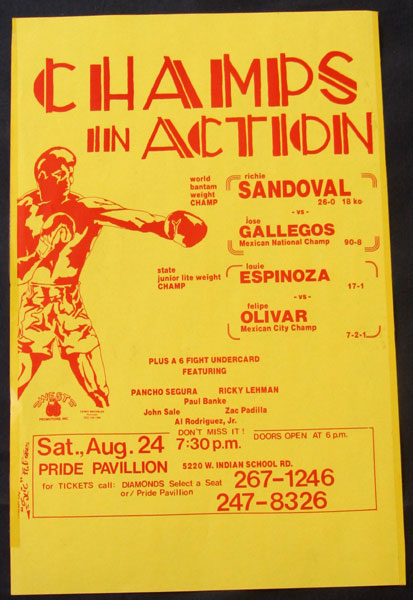 CHAMPS
IN ACTION
world
bantam
weight
CHAMP
richie
SANDOVAL
26-0 18 ko
- vs -
jose
GALLEGOS
Mexican National Champ 90-8
state
junior lite weight
CHAMP
louie
ESPINOZA
17-1
- vs -
felipe
OLIVAR
Mexican City Champ
7-2-1
PLUS A 6 FIGHT UNDERCARD
FEATURING
PANCHO SEGURA RICKY LEHMAN
Paul Banke
John Sale Zac Padilla
Al Rodriguez, Jr.
"WEST"
PROMOTIONS, INC.
DON'T MISS IT!
Sat., Aug. 24 7:30 p.m. DOORS OPEN AT 6 p.m.
PRIDE PAVILLION 5220 W. INDIAN SCHOOL RD.
for TICKETS call: DIAMONDS Select a Seat 267-1246
or/ Pride Pavillion 247-8326